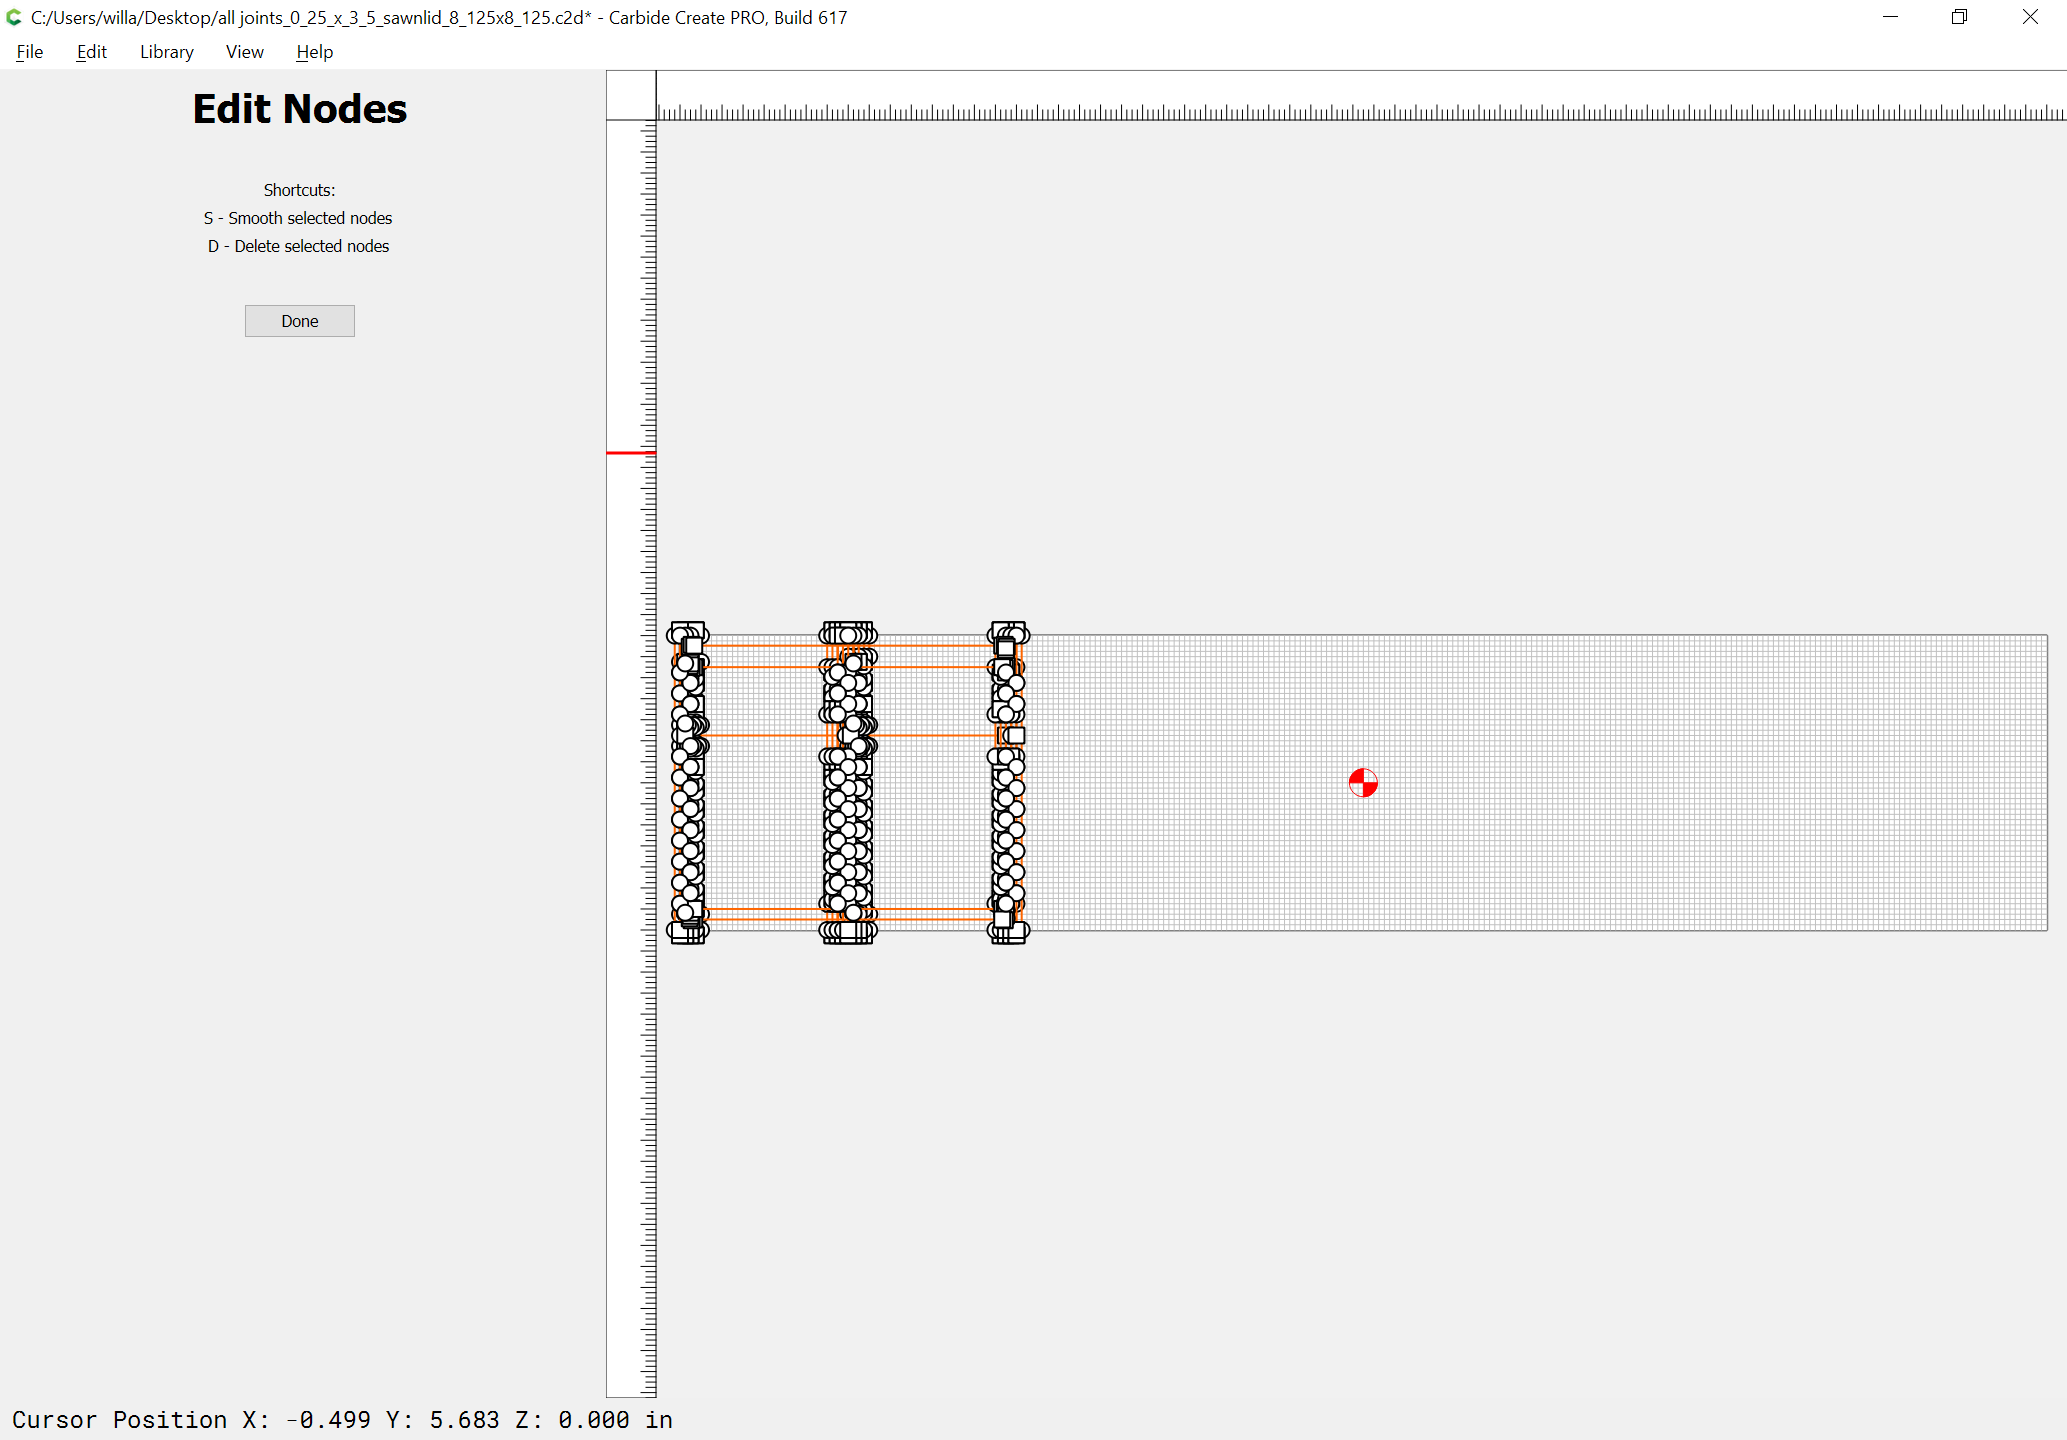 C:/Users/willa/Desktop/all joints_0_25_x_3_5_sawnlid_8_125x8_125.c2d* - Carbide Create PRO, Build 617
File Edit Library View Help
Edit Nodes
Shortcuts:
S - Smooth selected nodes
D - Delete selected nodes
Done
Cursor Position X: -0.499 Y: 5.683 Z: 0.000 in